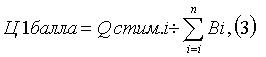 Ц1балла = Qстим.i ÷ n ∑ i=i Bi , (3)